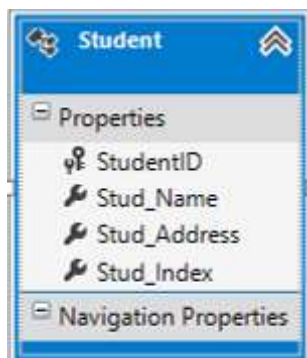 Student
Properties
StudentID
Stud_Name
Stud_Address
Stud_Index
Navigation Properties